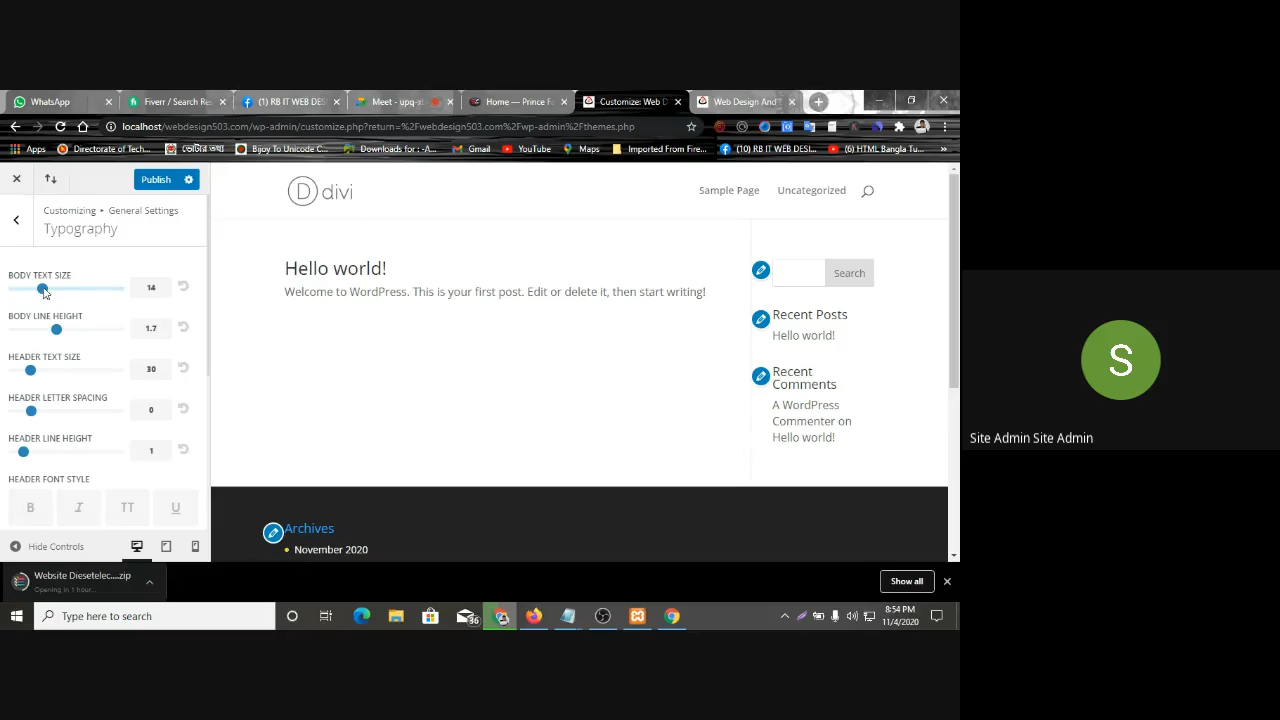 WhatsApp
Fiverr / Search Re
(1) RB IT WEB DES
Meet - upq-
Home — Prince F
Customize: Web D
Web Design And
localhost/webdesign503.com/wp-admin/customize.php?return=%2Fwebdesign503.com%2Fwp-admin%2Fthemes.php
Apps
Directorate of Tech...
Bijoy To Unicode C...
Downloads for : -A...
Gmail
YouTube
Maps
Imported From Fire...
(10) RB IT WEB DESI...
(6) HTML Bangla Tu...
Publish
Customizing ▸ General Settings
Typography
BODY TEXT SIZE
14
BODY LINE HEIGHT
1.7
HEADER TEXT SIZE
30
HEADER LETTER SPACING
0
HEADER LINE HEIGHT
1
HEADER FONT STYLE
B I TT U
Hide Controls
D divi
Sample Page
Uncategorized
Hello world!
Welcome to WordPress. This is your first post. Edit or delete it, then start writing!
Search
Recent Posts
Hello world!
Recent
Comments
A WordPress
Commenter on
Hello world!
Archives
• November 2020
Website Diesetelec....zip
Opening in 1 hour...
Show all
Type here to search
36
8:54 PM
11/4/2020
S
Site Admin Site Admin